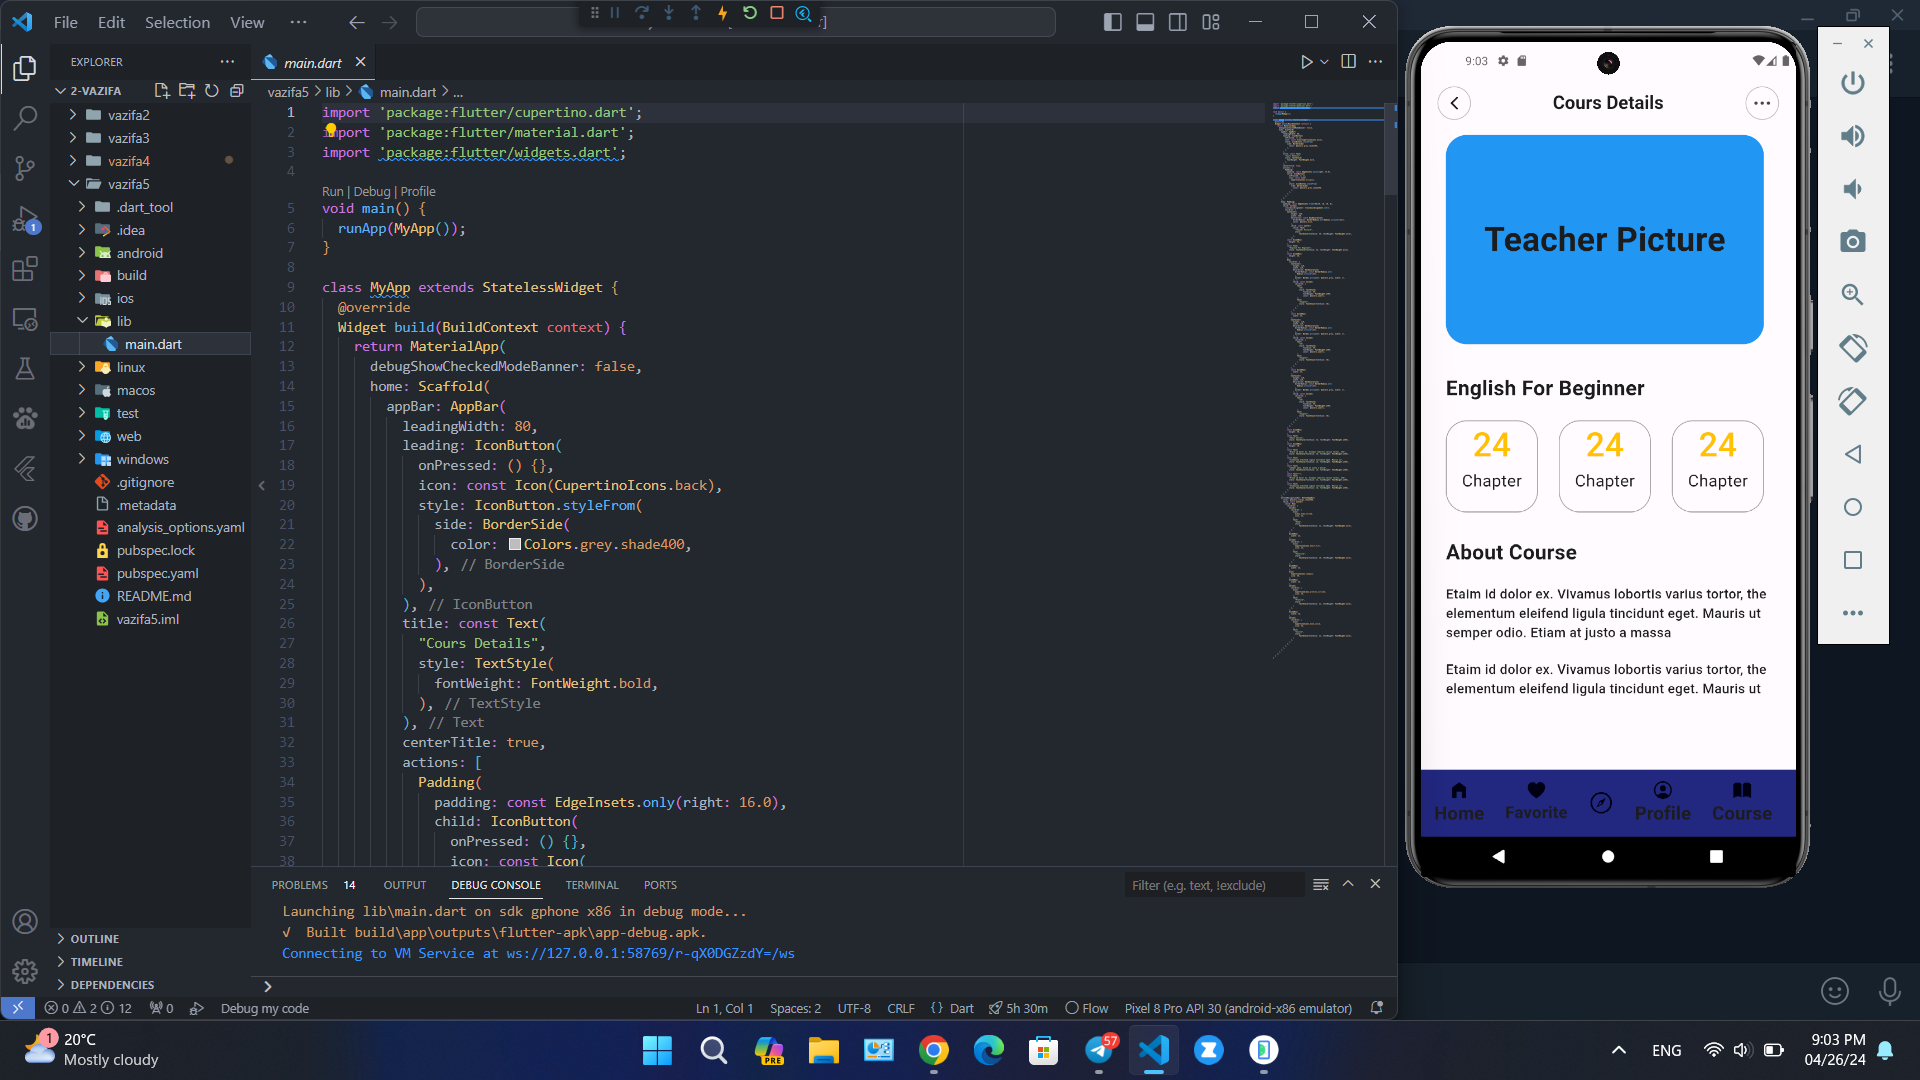 File Edit Selection View ···
EXPLORER
2-VAZIFA
vazifa2
vazifa3
vazifa4
vazifa5
.dart_tool
.idea
android
build
ios
lib
main.dart
linux
macos
test
web
windows
.gitignore
.metadata
analysis_options.yaml
pubspec.lock
pubspec.yaml
README.md
vazifa5.iml
OUTLINE
TIMELINE
DEPENDENCIES
main.dart
vazifa5 > lib > main.dart > ...
1 import 'package:flutter/cupertino.dart';
2 import 'package:flutter/material.dart';
3 import 'package:flutter/widgets.dart';
4
Run | Debug | Profile
5 void main() {
6 runApp(MyApp());
7 }
8
9 class MyApp extends StatelessWidget {
10 @override
11 Widget build(BuildContext context) {
12 return MaterialApp(
13 debugShowCheckedModeBanner: false,
14 home: Scaffold(
15 appBar: AppBar(
16 leadingWidth: 80,
17 leading: IconButton(
18 onPressed: () {},
19 icon: const Icon(CupertinoIcons.back),
20 style: IconButton.styleFrom(
21 side: BorderSide(
22 color: Colors.grey.shade400,
23 ), // BorderSide
24 ),
25 ), // IconButton
26 title: const Text(
27 "Cours Details",
28 style: TextStyle(
29 fontWeight: FontWeight.bold,
30 ), // TextStyle
31 ), // Text
32 centerTitle: true,
33 actions: [
34 Padding(
35 padding: const EdgeInsets.only(right: 16.0),
36 child: IconButton(
37 onPressed: () {},
38 icon: const Icon(
PROBLEMS 14 OUTPUT DEBUG CONSOLE TERMINAL PORTS
Filter (e.g. text, !exclude)
Launching lib\main.dart on sdk gphone x86 in debug mode...
√ Built build\app\outputs\flutter-apk\app-debug.apk.
Connecting to VM Service at ws://127.0.0.1:58769/r-qX0DGZzdY=/ws
0 2 12 0 Debug my code Ln 1, Col 1 Spaces: 2 UTF-8 CRLF {} Dart 5h 30m Flow Pixel 8 Pro API 30 (android-x86 emulator)
9:03
Cours Details
Teacher Picture
English For Beginner
24 24 24
Chapter Chapter Chapter
About Course
Etaim id dolor ex. Vivamus lobortis varius tortor, the
elementum eleifend ligula tincidunt eget. Mauris ut
semper odio. Etiam at justo a massa
Etaim id dolor ex. Vivamus lobortis varius tortor, the
elementum eleifend ligula tincidunt eget. Mauris ut
Home Favorite Profile Course
1
20°C
Mostly cloudy
PRE
57
ENG
9:03 PM
04/26/24